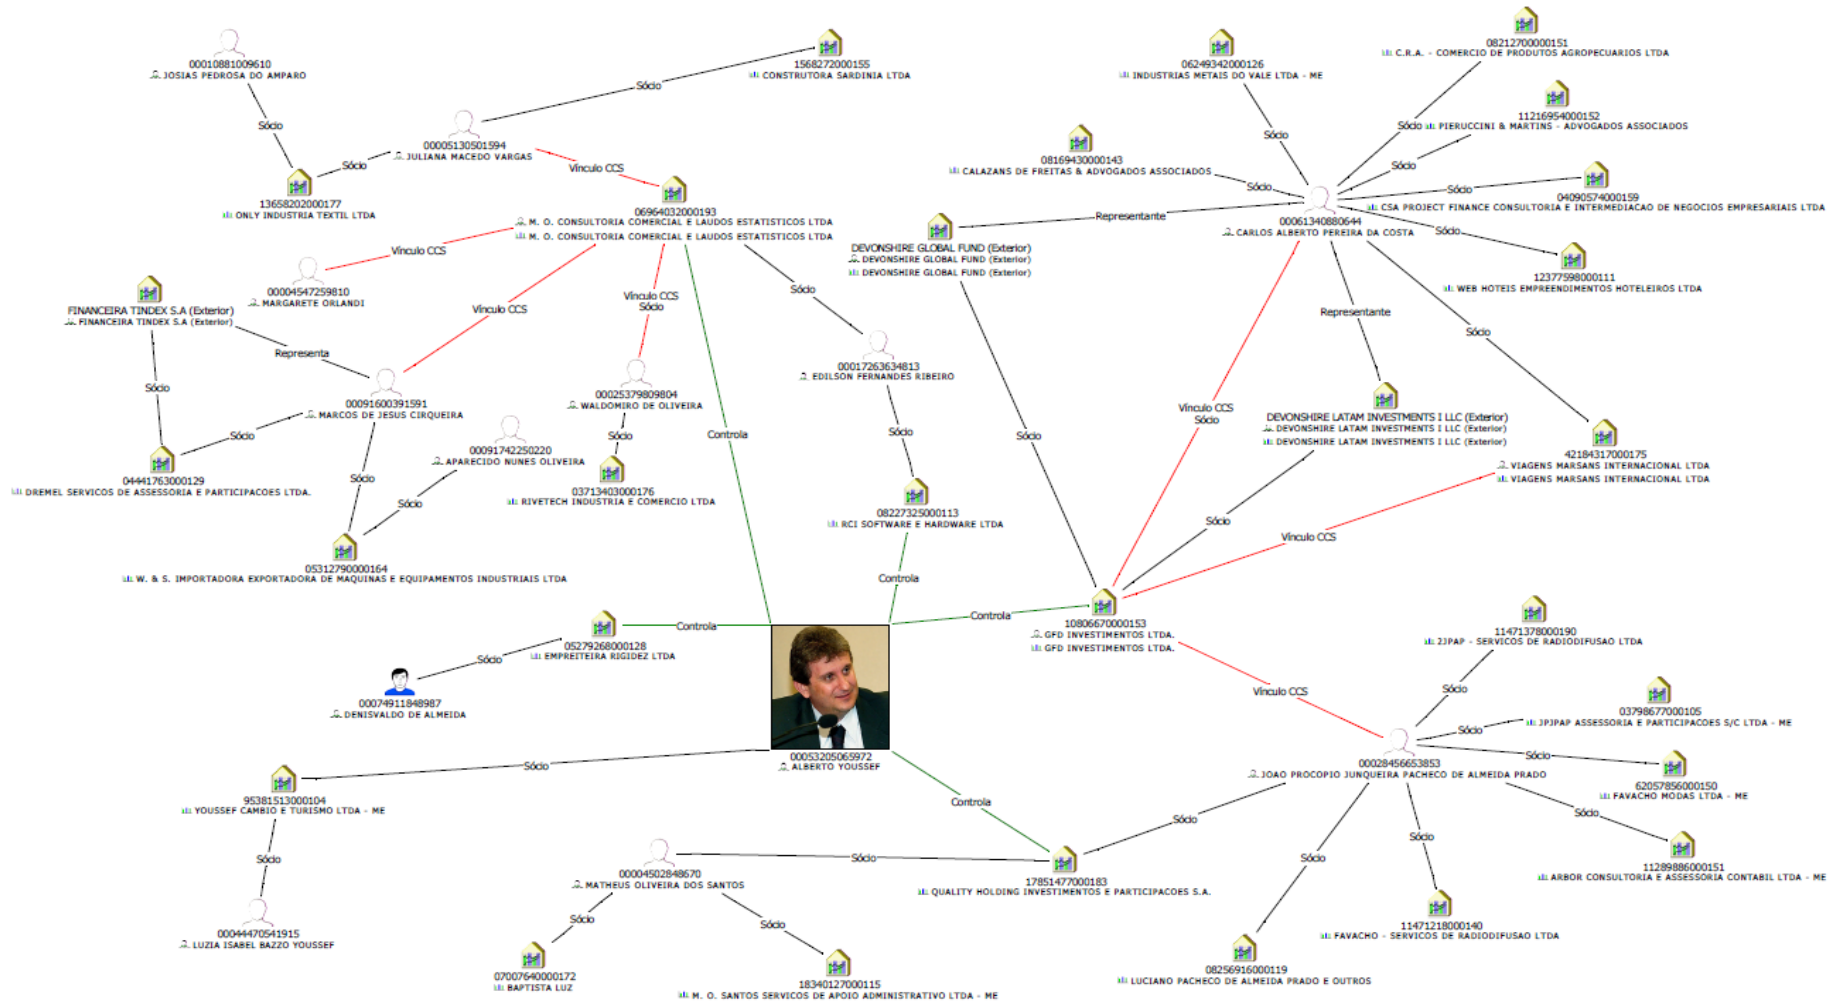 00010881009610
JOSIAS PEDROSA DO AMPARO
Sócio
1568272000155
CONSTRUTORA SARDINIA LTDA
Sócio
00005130501594
JULIANA MACEDO VARGAS
Sócio
Vínculo CCS
13658202000177
ONLY INDUSTRIA TEXTIL LTDA
06964032000193
M. O. CONSULTORIA COMERCIAL E LAUDOS ESTATISTICOS LTDA
M. O. CONSULTORIA COMERCIAL E LAUDOS ESTATISTICOS LTDA
Vínculo CCS
00004547259810
MARGARETE ORLANDI
Vínculo CCS
Vínculo CCS
Sócio
Sócio
FINANCEIRA TINDEX S.A (Exterior)
FINANCEIRA TINDEX S.A (Exterior)
Representa
Sócio
00091600391591
MARCOS DE JESUS CIRQUEIRA
Sócio
Sócio
04441763000129
DREMEL SERVICOS DE ASSESSORIA E PARTICIPACOES LTDA.
00091742250220
APARECIDO NUNES OLIVEIRA
Sócio
05312790000164
W. & S. IMPORTADORA EXPORTADORA DE MAQUINAS E EQUIPAMENTOS INDUSTRIAIS LTDA
00025379809804
WALDOMIRO DE OLIVEIRA
Sócio
03713403000176
RIVETECH INDUSTRIA E COMERCIO LTDA
Controla
00017263634813
EDILSON FERNANDES RIBEIRO
Sócio
08227325000113
RCI SOFTWARE E HARDWARE LTDA
Controla
06249342000126
INDUSTRIAS METAIS DO VALE LTDA - ME
Sócio
08212700000151
C.R.A. - COMERCIO DE PRODUTOS AGROPECUARIOS LTDA
Sócio
11216954000152
PIERUCCINI & MARTINS - ADVOGADOS ASSOCIADOS
Sócio
08169430000143
CALAZANS DE FREITAS & ADVOGADOS ASSOCIADOS
Sócio
Sócio
04090574000159
CSA PROJECT FINANCE CONSULTORIA E INTERMEDIACAO DE NEGOCIOS EMPRESARIAIS LTDA
Representante
00061340880644
CARLOS ALBERTO PEREIRA DA COSTA
Sócio
12377598000111
WEB HOTEIS EMPREENDIMENTOS HOTELEIROS LTDA
DEVONSHIRE GLOBAL FUND (Exterior)
DEVONSHIRE GLOBAL FUND (Exterior)
DEVONSHIRE GLOBAL FUND (Exterior)
Sócio
Representante
Sócio
Vínculo CCS
Sócio
DEVONSHIRE LATAM INVESTMENTS I LLC (Exterior)
DEVONSHIRE LATAM INVESTMENTS I LLC (Exterior)
DEVONSHIRE LATAM INVESTMENTS I LLC (Exterior)
42184317000175
VIAGENS MARSANS INTERNACIONAL LTDA
VIAGENS MARSANS INTERNACIONAL LTDA
Sócio
Vínculo CCS
Controla
05279268000128
EMPREITEIRA RIGIDEZ LTDA
Sócio
00074911848987
DENISVALDO DE ALMEIDA
Controla
10806670000153
GFD INVESTIMENTOS LTDA.
GFD INVESTIMENTOS LTDA.
Vínculo CCS
00053205065972
ALBERTO YOUSSEF
Sócio
95381513000104
YOUSSEF CAMBIO E TURISMO LTDA - ME
Sócio
00044470541915
LUZIA ISABEL BAZZO YOUSSEF
Controla
11471378000190
2JPAP - SERVICOS DE RADIODIFUSAO LTDA
Sócio
03798677000105
JPJPAP ASSESSORIA E PARTICIPACOES S/C LTDA - ME
Sócio
00028456653853
JOAO PROCOPIO JUNQUEIRA PACHECO DE ALMEIDA PRADO
Sócio
62057856000150
FAVACHO MODAS LTDA - ME
Sócio
Sócio
11289886000151
ARBOR CONSULTORIA E ASSESSORIA CONTABIL LTDA - ME
Sócio
Sócio
00004502848670
MATHEUS OLIVEIRA DOS SANTOS
Sócio
17851477000183
QUALITY HOLDING INVESTIMENTOS E PARTICIPACOES S.A.
Sócio
Sócio
07007640000172
BAPTISTA LUZ
18340127000115
M. O. SANTOS SERVICOS DE APOIO ADMINISTRATIVO LTDA - ME
11471218000140
FAVACHO - SERVICOS DE RADIODIFUSAO LTDA
08256916000119
LUCIANO PACHECO DE ALMEIDA PRADO E OUTROS